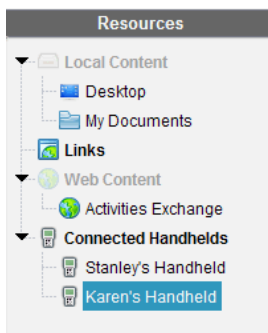 Resources
Local Content
Desktop
My Documents
Links
Web Content
Activities Exchange
Connected Handhelds
Stanley's Handheld
Karen's Handheld